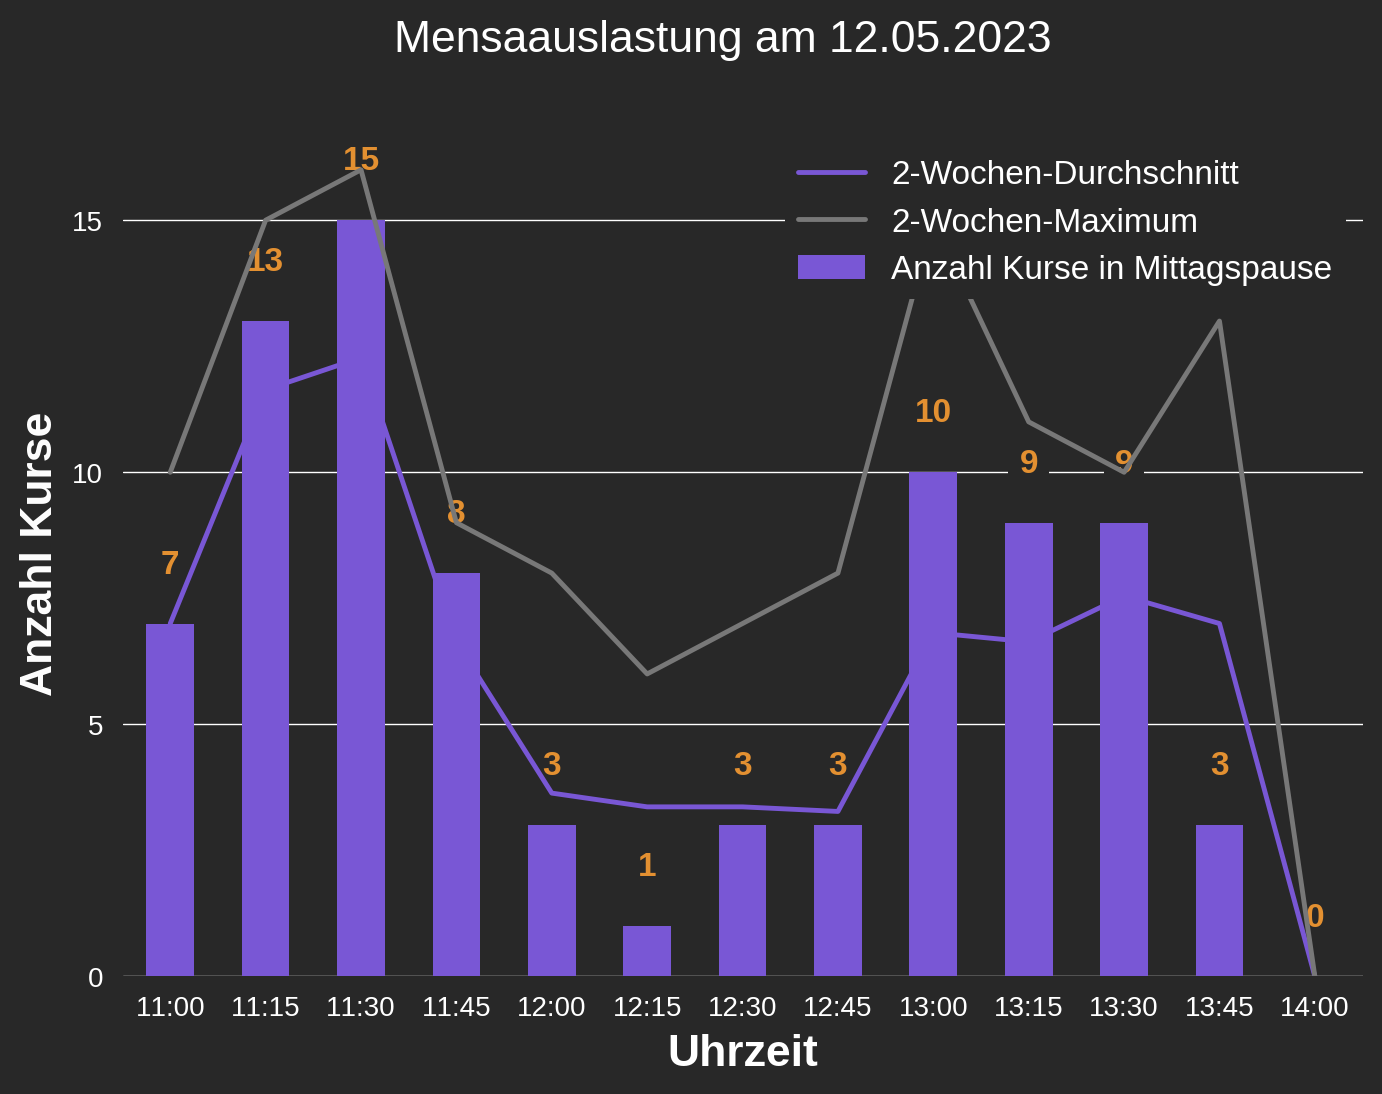 Mensaauslastung am 12.05.2023
2-Wochen-Durchschnitt
2-Wochen-Maximum
Anzahl Kurse in Mittagspause
Anzahl Kurse
15
10
5
0
7
13
15
8
3
1
3
3
10
9
9
3
0
11:00 11:15 11:30 11:45 12:00 12:15 12:30 12:45 13:00 13:15 13:30 13:45 14:00
Uhrzeit